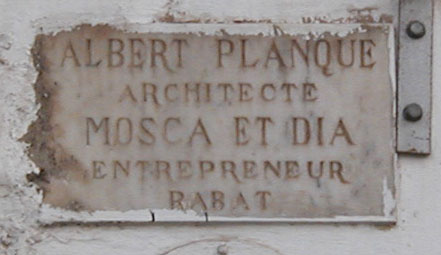 ALBERT PLANQUE
ARCHITECTE
MOSCA ET DIA
ENTREPRENEUR
RABAT